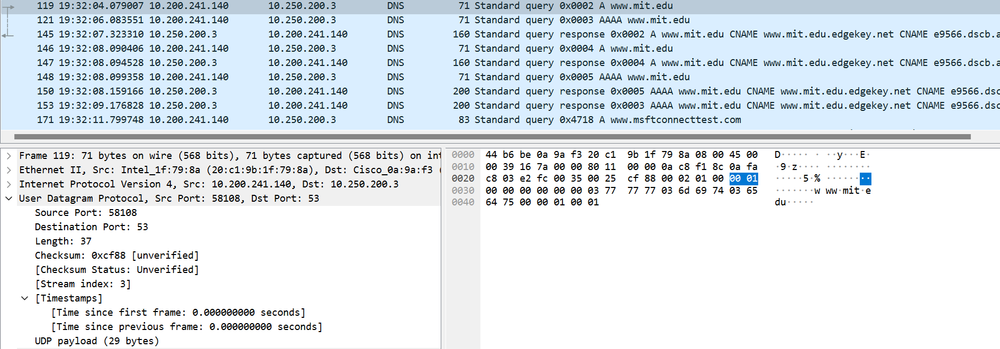 119 19:32:04.079007 10.200.241.140 10.250.200.3 DNS 71 Standard query 0x0002 A www.mit.edu
121 19:32:06.083551 10.200.241.140 10.250.200.3 DNS 71 Standard query 0x0003 AAAA www.mit.edu
145 19:32:07.323310 10.250.200.3 10.200.241.140 DNS 160 Standard query response 0x0002 A www.mit.edu CNAME www.mit.edu.edgekey.net CNAME e9566.dscb.a
146 19:32:08.090406 10.200.241.140 10.250.200.3 DNS 71 Standard query 0x0004 A www.mit.edu
147 19:32:08.094528 10.250.200.3 10.200.241.140 DNS 160 Standard query response 0x0004 A www.mit.edu CNAME www.mit.edu.edgekey.net CNAME e9566.dscb.a
148 19:32:08.099358 10.200.241.140 10.250.200.3 DNS 71 Standard query 0x0005 AAAA www.mit.edu
150 19:32:08.159166 10.250.200.3 10.200.241.140 DNS 200 Standard query response 0x0005 AAAA www.mit.edu CNAME www.mit.edu.edgekey.net CNAME e9566.dsc
153 19:32:09.176828 10.250.200.3 10.200.241.140 DNS 200 Standard query response 0x0003 AAAA www.mit.edu CNAME www.mit.edu.edgekey.net CNAME e9566.dsc
171 19:32:11.799748 10.200.241.140 10.250.200.3 DNS 83 Standard query 0x4718 A www.msftconnecttest.com
Frame 119: 71 bytes on wire (568 bits), 71 bytes captured (568 bits) on int
Ethernet II, Src: Intel_1f:79:8a (20:c1:9b:1f:79:8a), Dst: Cisco_0a:9a:f3 (
Internet Protocol Version 4, Src: 10.200.241.140, Dst: 10.250.200.3
User Datagram Protocol, Src Port: 58108, Dst Port: 53
Source Port: 58108
Destination Port: 53
Length: 37
Checksum: 0xcf88 [unverified]
[Checksum Status: Unverified]
[Stream index: 3]
[Timestamps]
[Time since first frame: 0.000000000 seconds]
[Time since previous frame: 0.000000000 seconds]
UDP payload (29 bytes)
0000 44 b6 be 0a 9a f3 20 c1 9b 1f 79 8a 08 00 45 00 D····· · ··y···E·
0010 00 39 16 7a 00 00 80 11 00 00 0a c8 f1 8c 0a fa ·9·z···· ········
0020 c8 03 e2 fc 00 35 00 25 cf 88 00 02 01 00 00 01 ·····5·% ········
0030 00 00 00 00 00 00 03 77 77 77 03 6d 69 74 03 65 ·······w ww·mit·e
0040 64 75 00 00 01 00 01 du·····